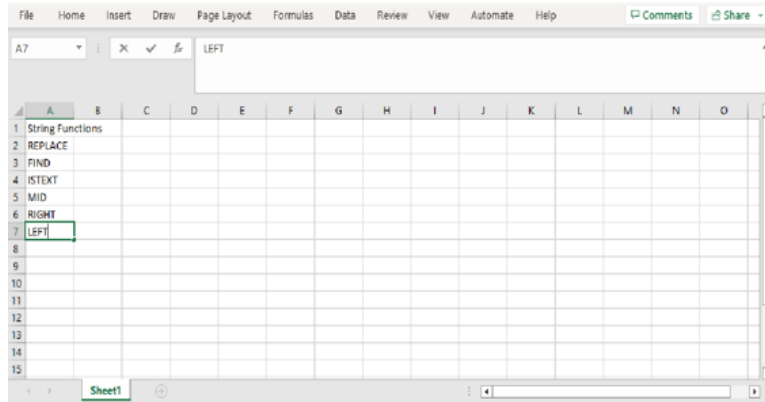 File Home Insert Draw Page Layout Formulas Data Review View Automate Help Comments Share
A7 fx LEFT
A B C D E F G H I J K L M N O
1 String Functions
2 REPLACE
3 FIND
4 ISTEXT
5 MID
6 RIGHT
7 LEFT
8
9
10
11
12
13
14
15
Sheet1